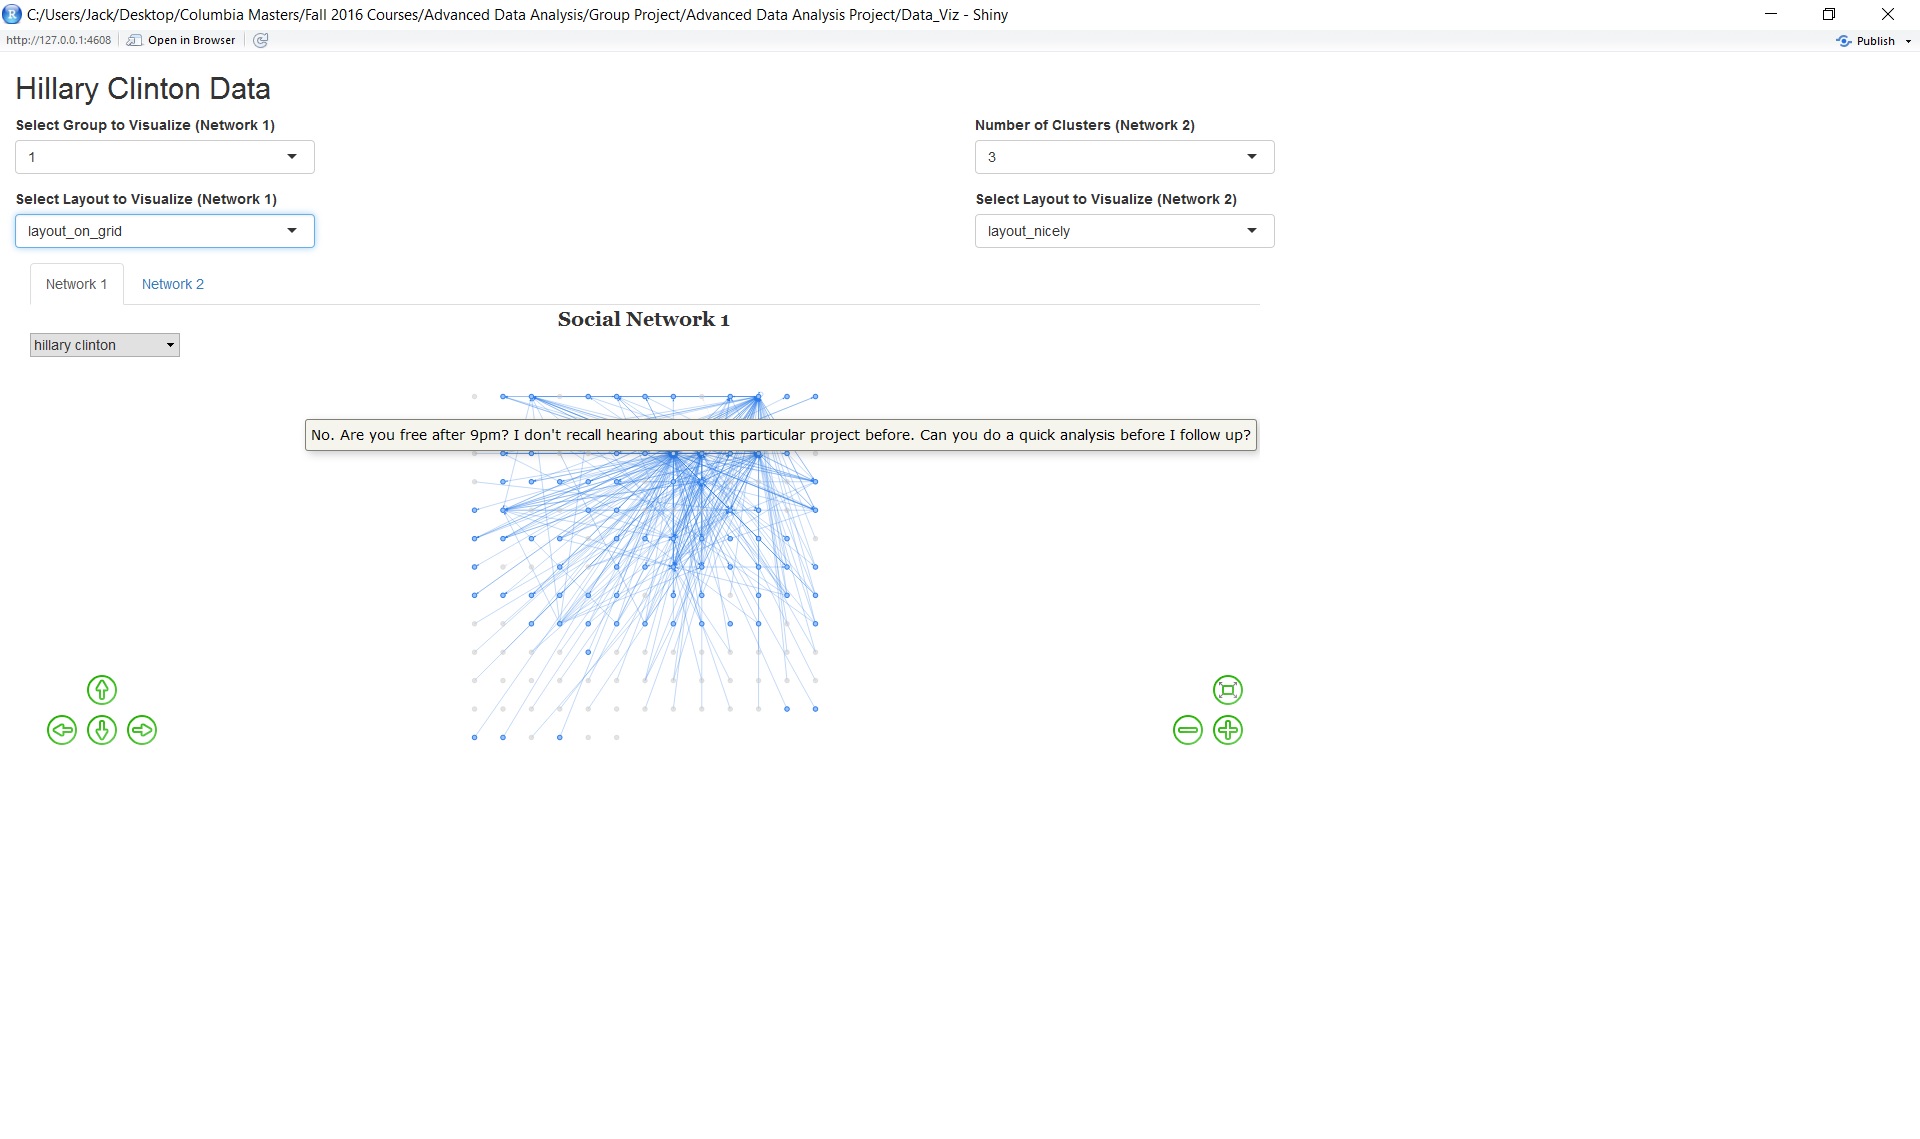 C:/Users/Jack/Desktop/Columbia Masters/Fall 2016 Courses/Advanced Data Analysis/Group Project/Advanced Data Analysis Project/Data_Viz - Shiny
http://127.0.0.1:4608 Open in Browser Publish
Hillary Clinton Data
Select Group to Visualize (Network 1) Number of Clusters (Network 2)
1 3
Select Layout to Visualize (Network 1) Select Layout to Visualize (Network 2)
layout_on_grid layout_nicely
Network 1 Network 2
Social Network 1
hillary clinton
No. Are you free after 9pm? I don't recall hearing about this particular project before. Can you do a quick analysis before I follow up?